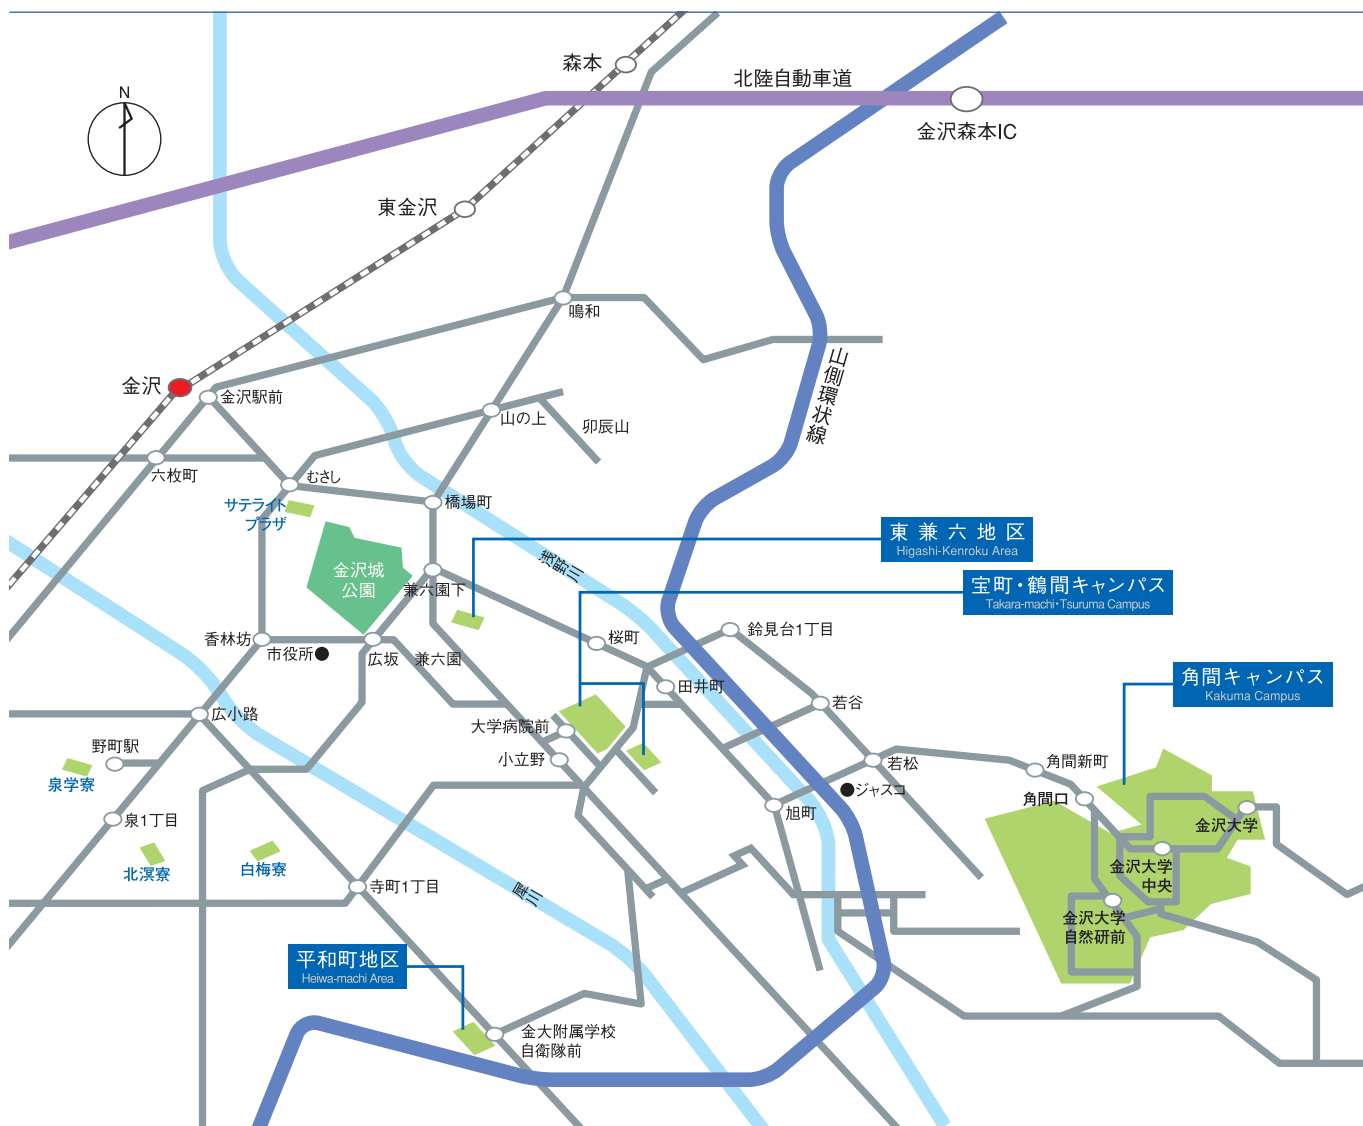 N
森本
北陸自動車道
金沢森本IC
東金沢
鳴和
山側環状線
金沢
金沢駅前
山の上
卯辰山
六枚町
むさし
サテライト
プラザ
橋場町
東兼六地区
Higashi-Kenroku Area
浅野川
金沢城
公園
兼六園下
宝町・鶴間キャンパス
Takara-machi・Tsuruma Campus
香林坊
市役所
広坂
兼六園
桜町
鈴見台1丁目
角間キャンパス
Kakuma Campus
田井町
若谷
広小路
大学病院前
野町駅
小立野
若松
角間新町
泉学寮
ジャスコ
角間口
泉1丁目
旭町
金沢大学
北溟寮
白梅寮
金沢大学
中央
寺町1丁目
犀川
金沢大学
自然研前
平和町地区
Heiwa-machi Area
金大附属学校
自衛隊前